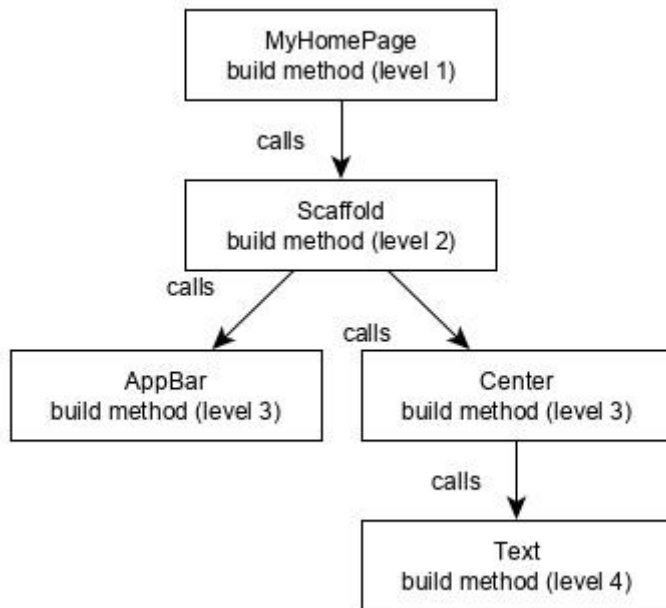 MyHomePage
build method (level 1)
calls
Scaffold
build method (level 2)
calls
calls
AppBar
build method (level 3)
Center
build method (level 3)
calls
Text
build method (level 4)